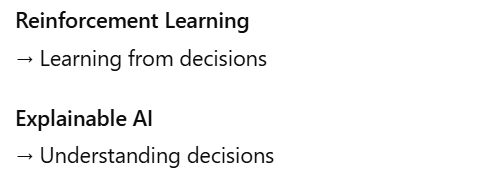 Reinforcement Learning
→ Learning from decisions
Explainable AI
→ Understanding decisions